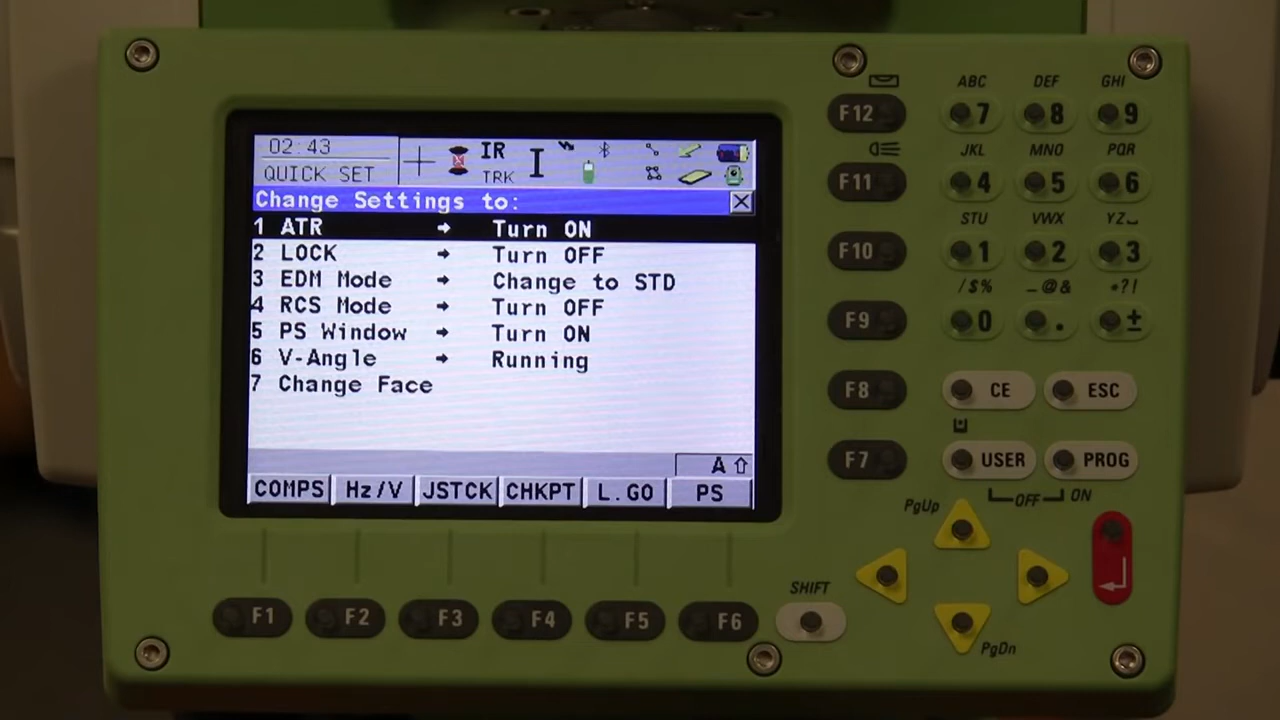 02:43
QUICK SET
IR
TRK
I
Change Settings to:
1 ATR → Turn ON
2 LOCK → Turn OFF
3 EDM Mode → Change to STD
4 RCS Mode → Turn OFF
5 PS Window → Turn ON
6 V-Angle → Running
7 Change Face
A⇧
COMPS Hz/V JSTCK CHKPT L.GO PS
F1 F2 F3 F4 F5 F6
SHIFT
F12
F11
F10
F9
F8
F7
ABC DEF GHI
7 8 9
JKL MNO PQR
4 5 6
STU VWX YZ⎵
1 2 3
/$% _@& *?!
0 . ±
CE ESC
USER PROG
OFF ON
PgUp
PgDn